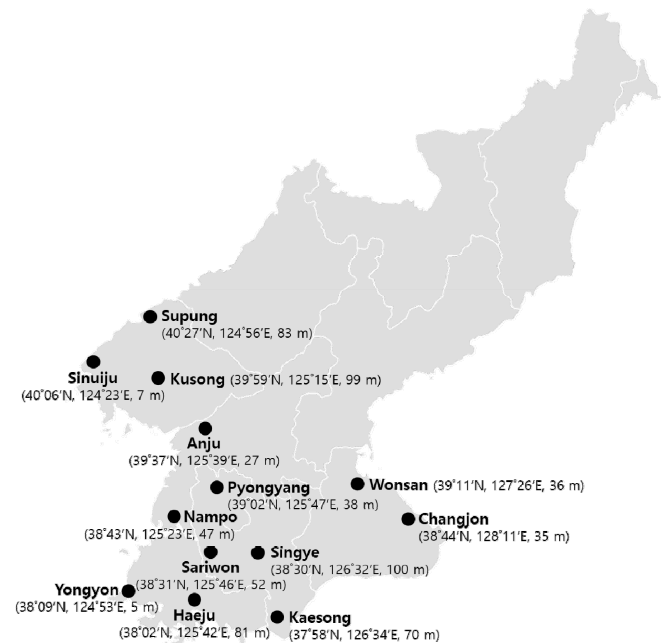 Supung
(40˚27′N, 124˚56′E, 83 m)
Sinuiju
(40˚06′N, 124˚23′E, 7 m)
Kusong (39˚59′N, 125˚15′E, 99 m)
Anju
(39˚37′N, 125˚39′E, 27 m)
Pyongyang
(39˚02′N, 125˚47′E, 38 m)
Wonsan (39˚11′N, 127˚26′E, 36 m)
Nampo
(38˚43′N, 125˚23′E, 47 m)
Changjon
(38˚44′N, 128˚11′E, 35 m)
Sariwon
(38˚31′N, 125˚46′E, 52 m)
Singye
(38˚30′N, 126˚32′E, 100 m)
Yongyon
(38˚09′N, 124˚53′E, 5 m)
Haeju
(38˚02′N, 125˚42′E, 81 m)
Kaesong
(37˚58′N, 126˚34′E, 70 m)